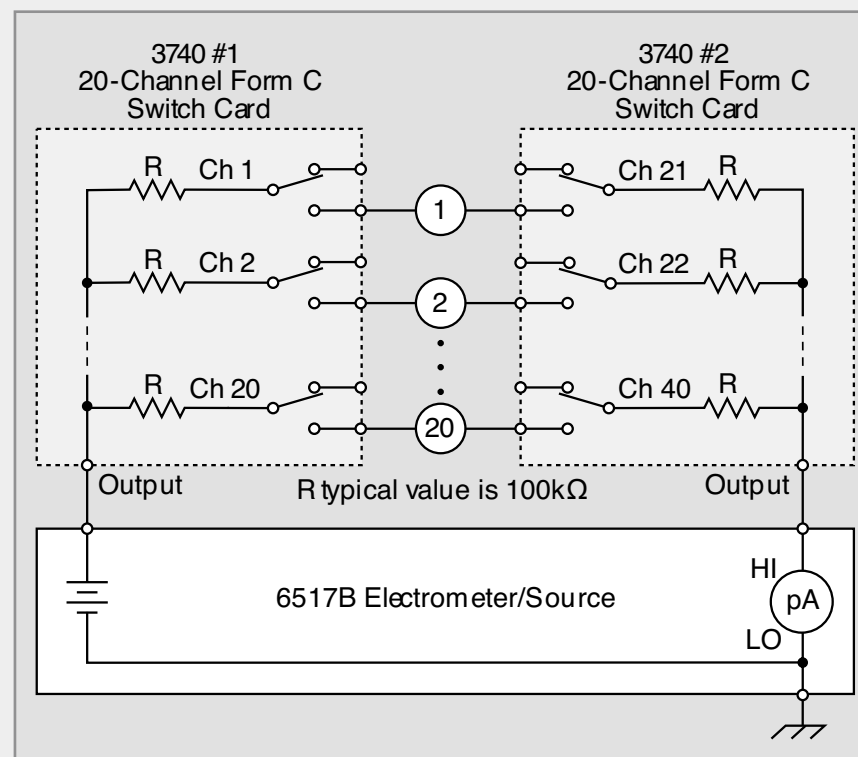 3740 #1
20-Channel Form C
Switch Card
3740 #2
20-Channel Form C
Switch Card
R
Ch 1
Ch 21
R
1
R
Ch 2
Ch 22
R
2
R
Ch 20
Ch 40
R
20
Output
R typical value is 100kΩ
Output
6517B Electrometer/Source
HI
pA
LO